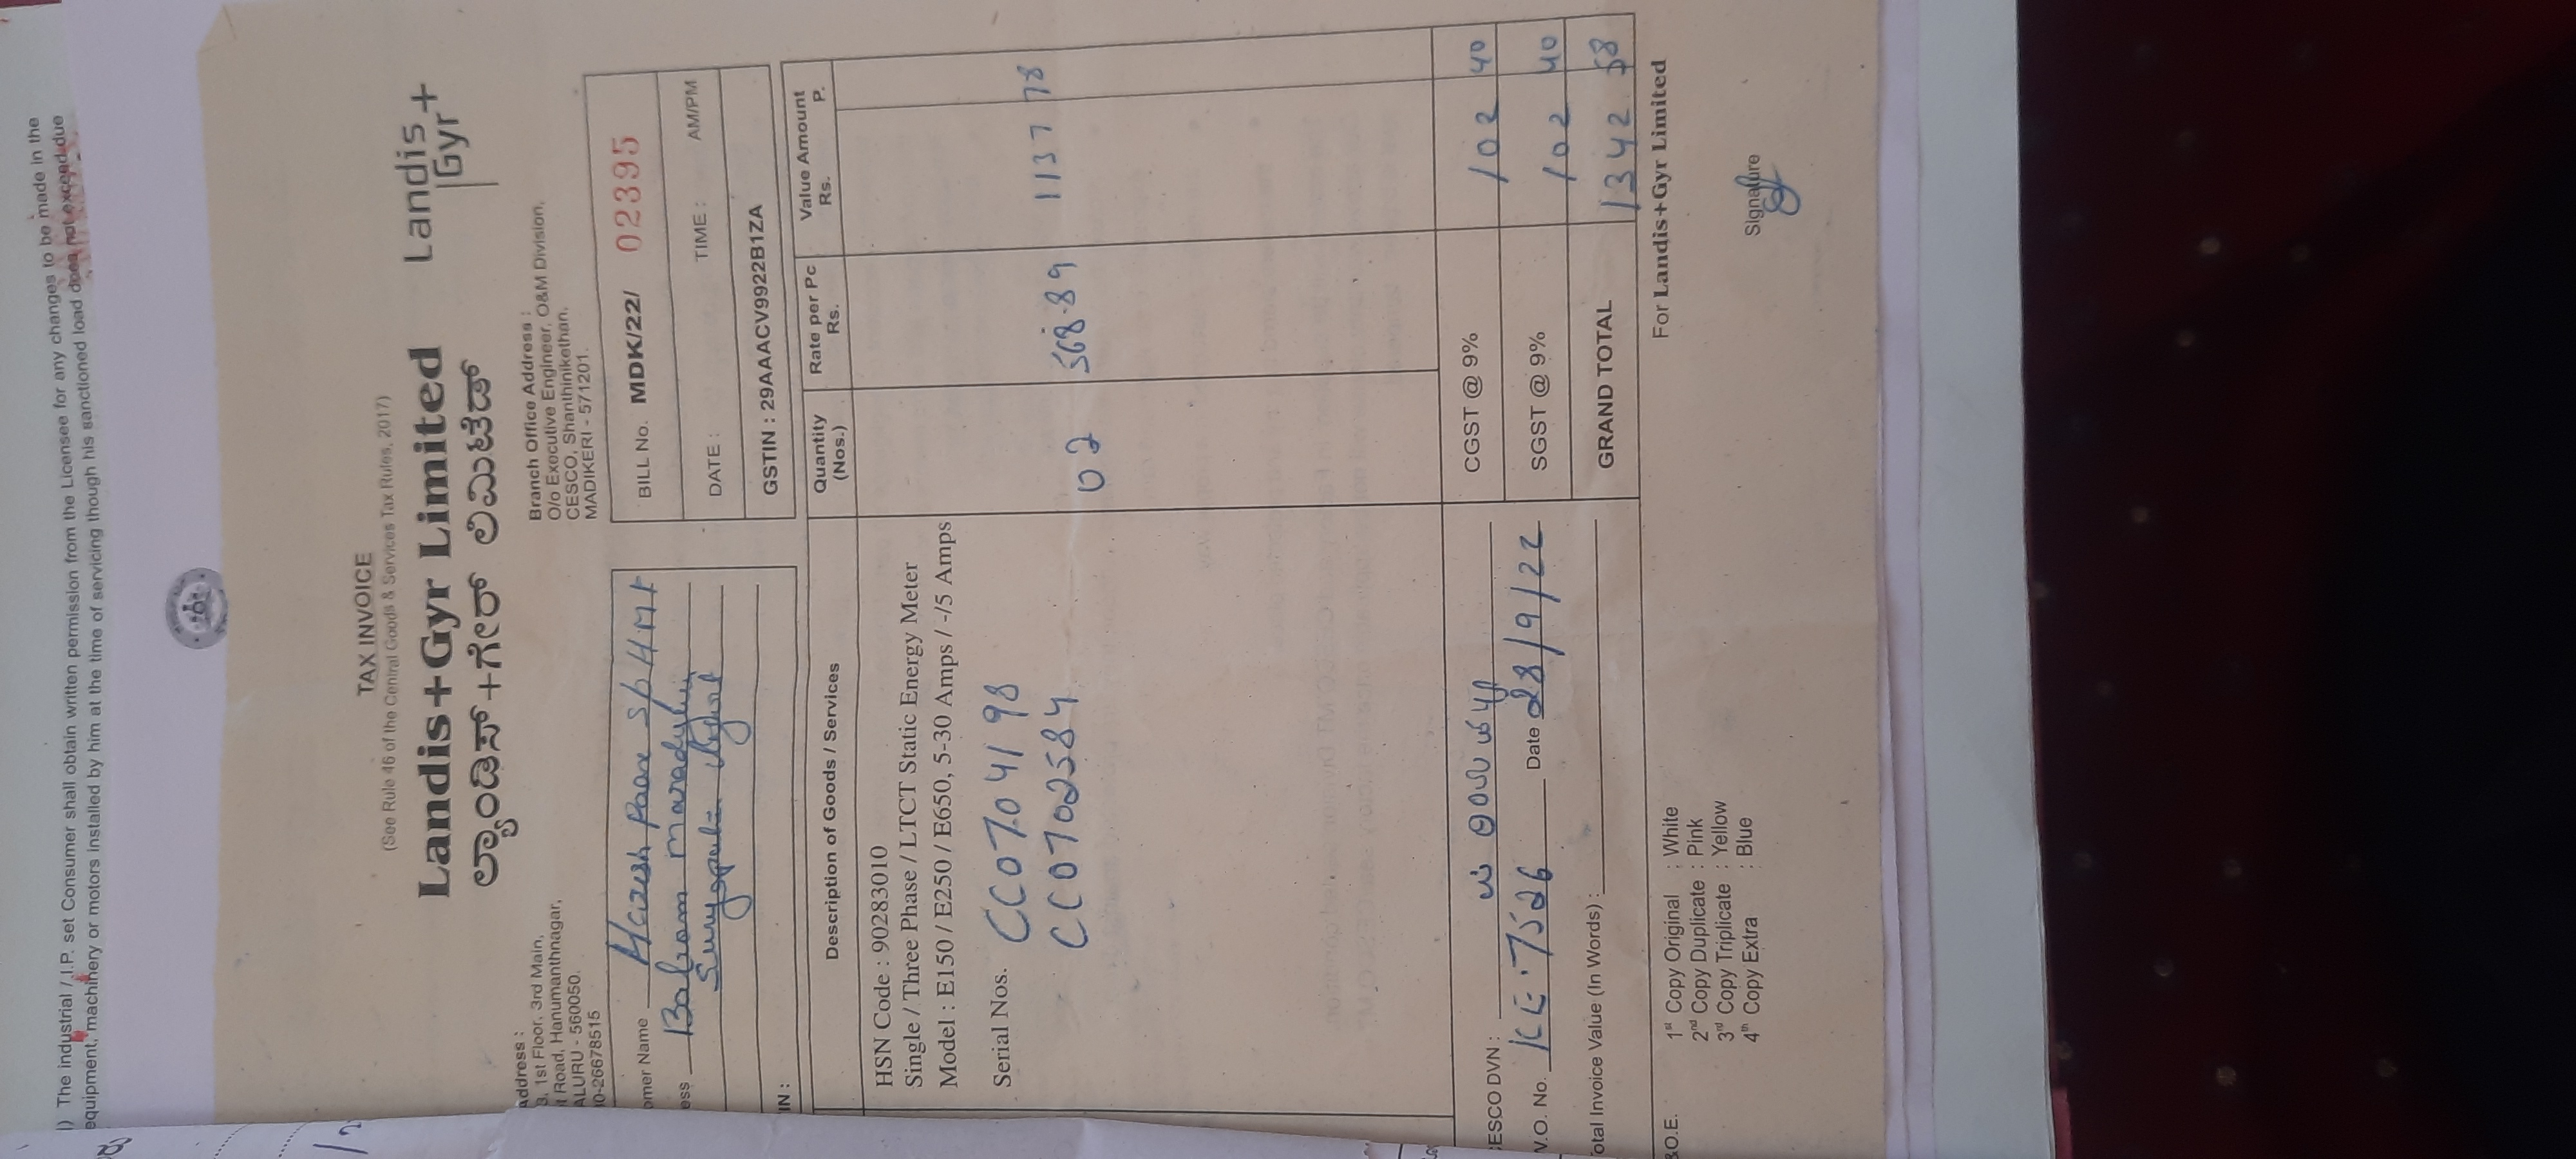 I) The industrial / I.P. set Consumer shall obtain written permission from the Licensee for any changes to be made in the
equipment, machinery or motors installed by him at the time of servicing though his sanctioned load does not exceed due
TAX INVOICE
(See Rule 46 of the Central Goods & Services Tax Rules, 2017)
Landis+Gyr Limited
ಲ್ಯಾಂಡಿಸ್+ಗೇರ್ ಲಿಮಿಟೆಡ್
Landis+
Gyr
Address :
3, 1st Floor, 3rd Main,
Road, Hanumanthnagar,
ALURU - 560050.
0-26678515
Branch Office Address :
O/o Executive Engineer, O&M Division,
CESCO, Shanthinikethan,
MADIKERI - 571201.
omer Name
ess
IN :
BILL No. MDK/22/ 02395
DATE : TIME : AM/PM
GSTIN : 29AAACV9922B1ZA
Description of Goods / Services
Quantity (Nos.)
Rate per Pc Rs.
Value Amount Rs. P.
HSN Code : 90283010
Single / Three Phase / LTCT Static Energy Meter
Model : E150 / E250 / E650, 5-30 Amps / -/5 Amps
Serial Nos. CC0704198
CC0702584
02 568.89 1137 78
CESCO DVN :
CGST @ 9% 102 40
W.O. No. KE.7526 Date 28/9/22
SGST @ 9% 102 40
Total Invoice Value (In Words) :
GRAND TOTAL 1342 58
&O.E.
For Landis+Gyr Limited
1st Copy Original : White
2nd Copy Duplicate : Pink
3rd Copy Triplicate : Yellow
4th Copy Extra : Blue
Signature